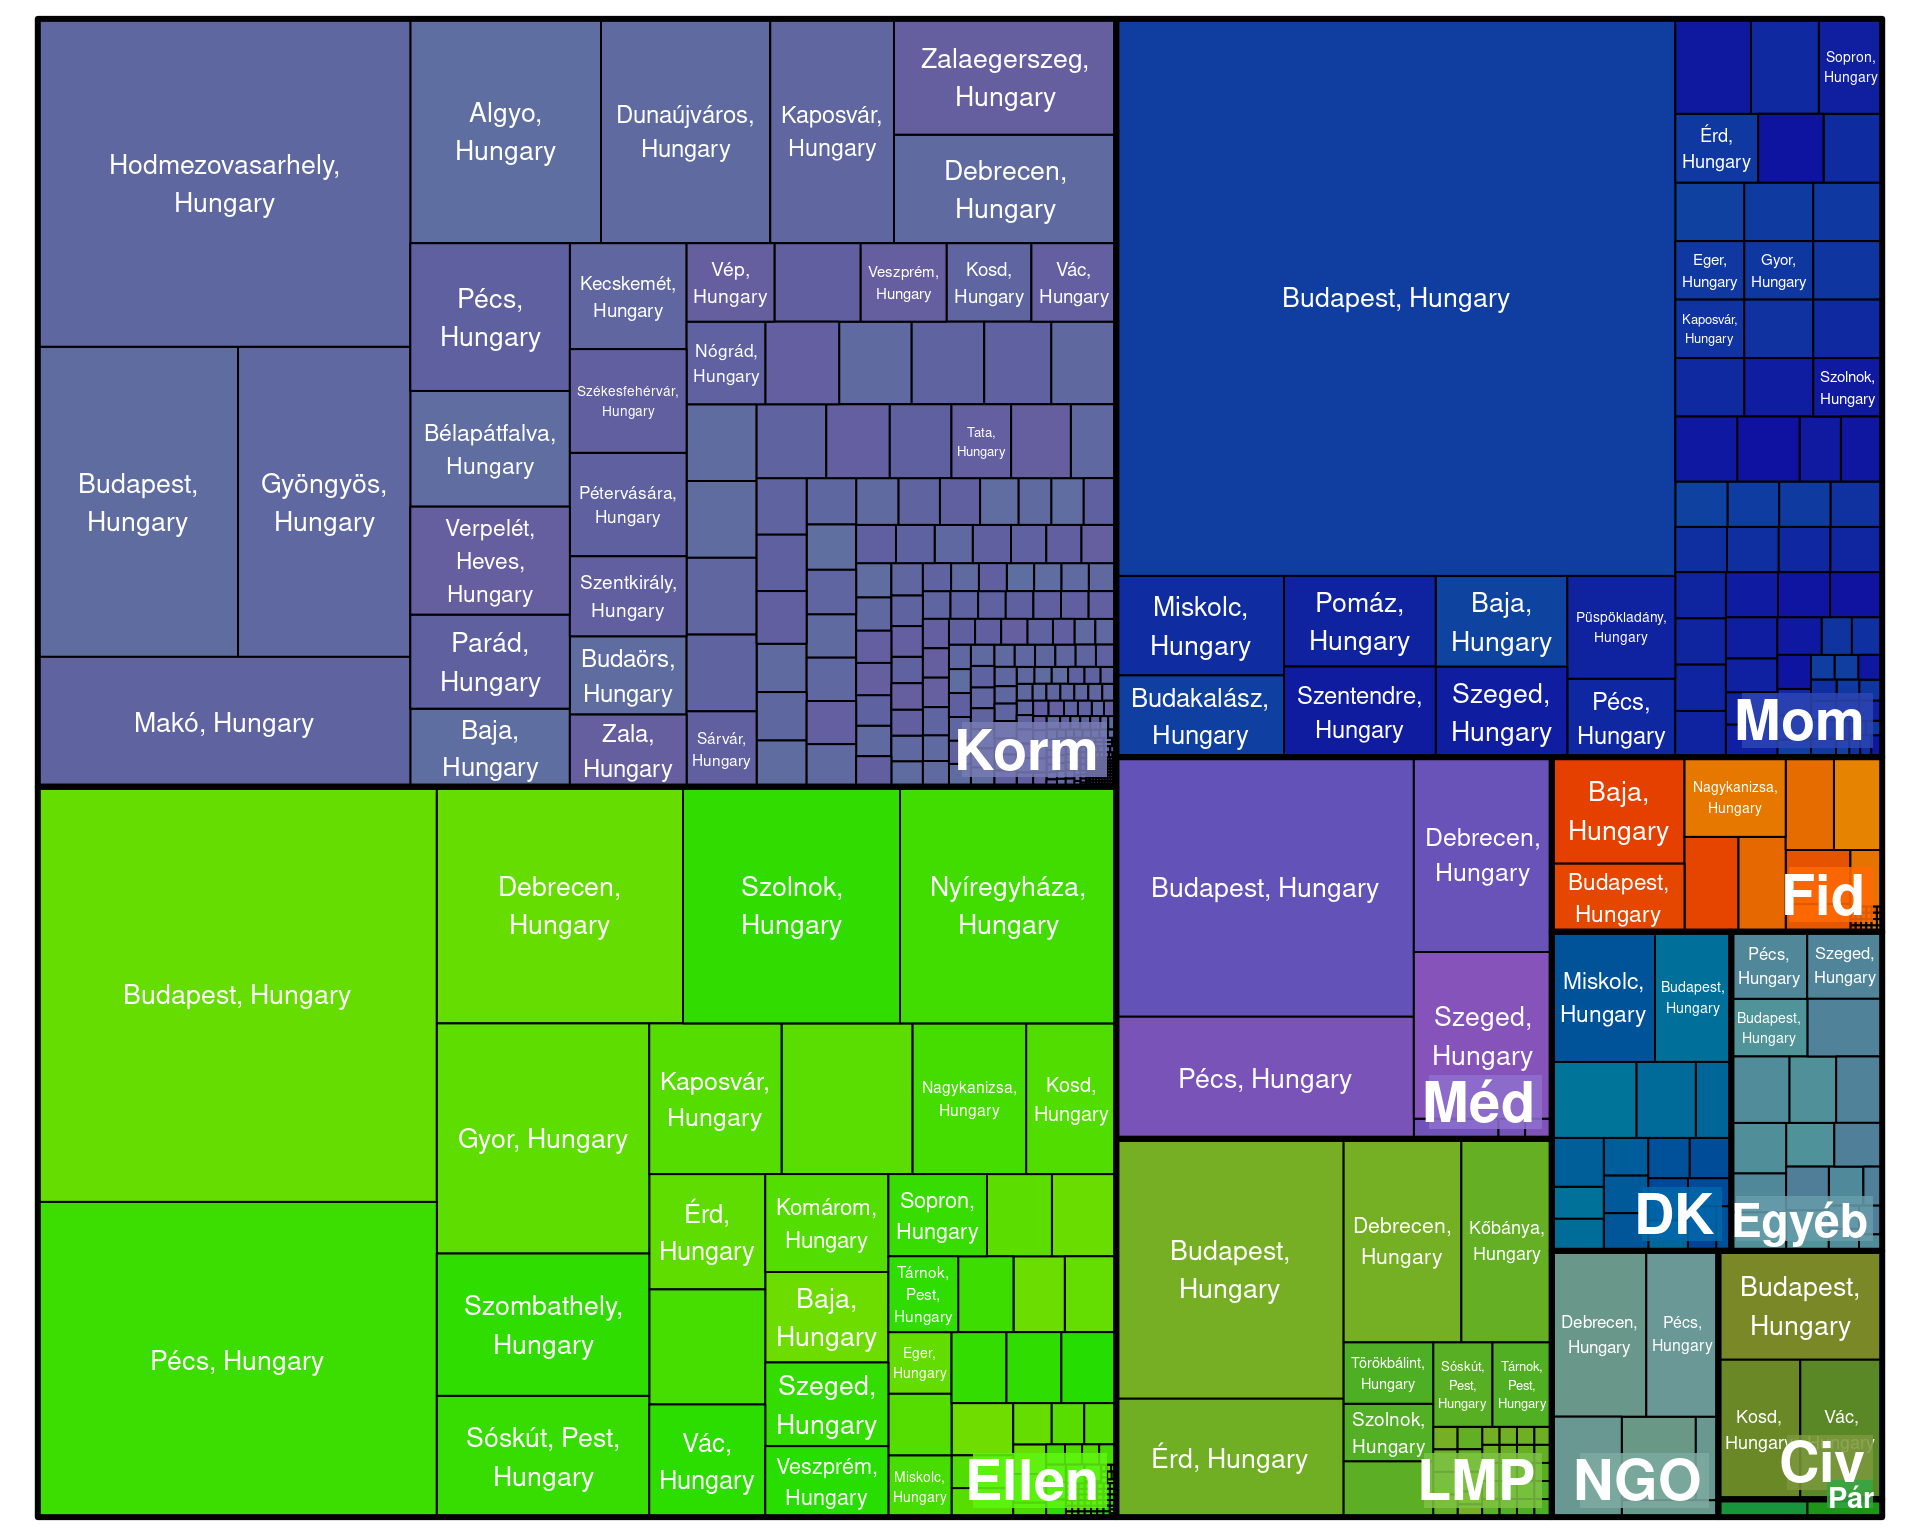 Hodmezovasarhely,
Hungary
Algyo,
Hungary
Dunaújváros,
Hungary
Kaposvár,
Hungary
Zalaegerszeg,
Hungary
Debrecen,
Hungary
Budapest,
Hungary
Gyöngyös,
Hungary
Makó, Hungary
Pécs,
Hungary
Bélapátfalva,
Hungary
Verpelét,
Heves,
Hungary
Parád,
Hungary
Baja,
Hungary
Kecskemét,
Hungary
Székesfehérvár,
Hungary
Pétervására,
Hungary
Szentkirály,
Hungary
Budaörs,
Hungary
Zala,
Hungary
Vép,
Hungary
Veszprém,
Hungary
Kosd,
Hungary
Vác,
Hungary
Nógrád,
Hungary
Tata,
Hungary
Sárvár,
Hungary
Korm
Budapest, Hungary
Sopron,
Hungary
Érd,
Hungary
Eger,
Hungary
Gyor,
Hungary
Kaposvár,
Hungary
Szolnok,
Hungary
Miskolc,
Hungary
Pomáz,
Hungary
Baja,
Hungary
Püspökladány,
Hungary
Budakalász,
Hungary
Szentendre,
Hungary
Szeged,
Hungary
Pécs,
Hungary
Mom
Budapest, Hungary
Pécs, Hungary
Debrecen,
Hungary
Szolnok,
Hungary
Nyíregyháza,
Hungary
Gyor, Hungary
Szombathely,
Hungary
Sóskút, Pest,
Hungary
Kaposvár,
Hungary
Nagykanizsa,
Hungary
Kosd,
Hungary
Érd,
Hungary
Vác,
Hungary
Komárom,
Hungary
Baja,
Hungary
Szeged,
Hungary
Veszprém,
Hungary
Sopron,
Hungary
Tárnok,
Pest,
Hungary
Eger,
Hungary
Miskolc,
Hungary
Ellen
Budapest, Hungary
Debrecen,
Hungary
Pécs, Hungary
Szeged,
Hungary
Méd
Baja,
Hungary
Nagykanizsa,
Hungary
Budapest,
Hungary
Fid
Miskolc,
Hungary
Budapest,
Hungary
DK
Pécs,
Hungary
Szeged,
Hungary
Budapest,
Hungary
Egyéb
Budapest,
Hungary
Érd, Hungary
Debrecen,
Hungary
Kőbánya,
Hungary
Törökbálint,
Hungary
Sóskút,
Pest,
Hungary
Tárnok,
Pest,
Hungary
Szolnok,
Hungary
LMP
Debrecen,
Hungary
Pécs,
Hungary
NGO
Budapest,
Hungary
Kosd,
Hungary
Vác,
Hungary
Civ
Pár